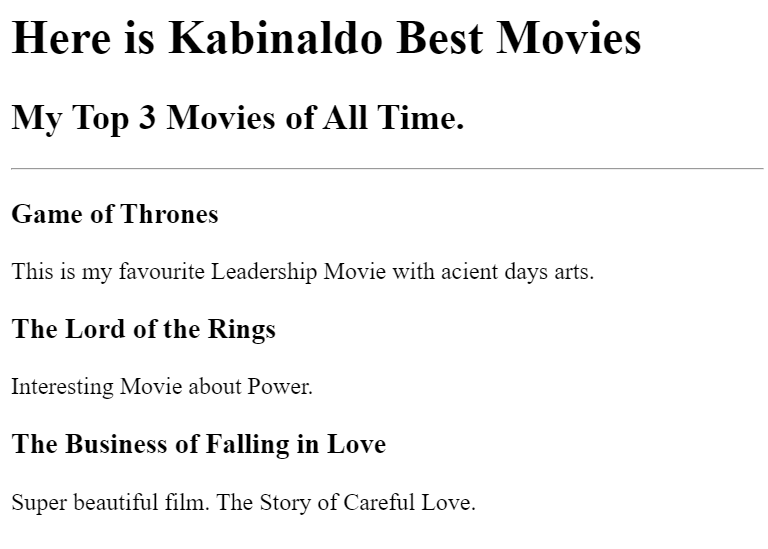 Here is Kabinaldo Best Movies
My Top 3 Movies of All Time.
Game of Thrones
This is my favourite Leadership Movie with acient days arts.
The Lord of the Rings
Interesting Movie about Power.
The Business of Falling in Love
Super beautiful film. The Story of Careful Love.